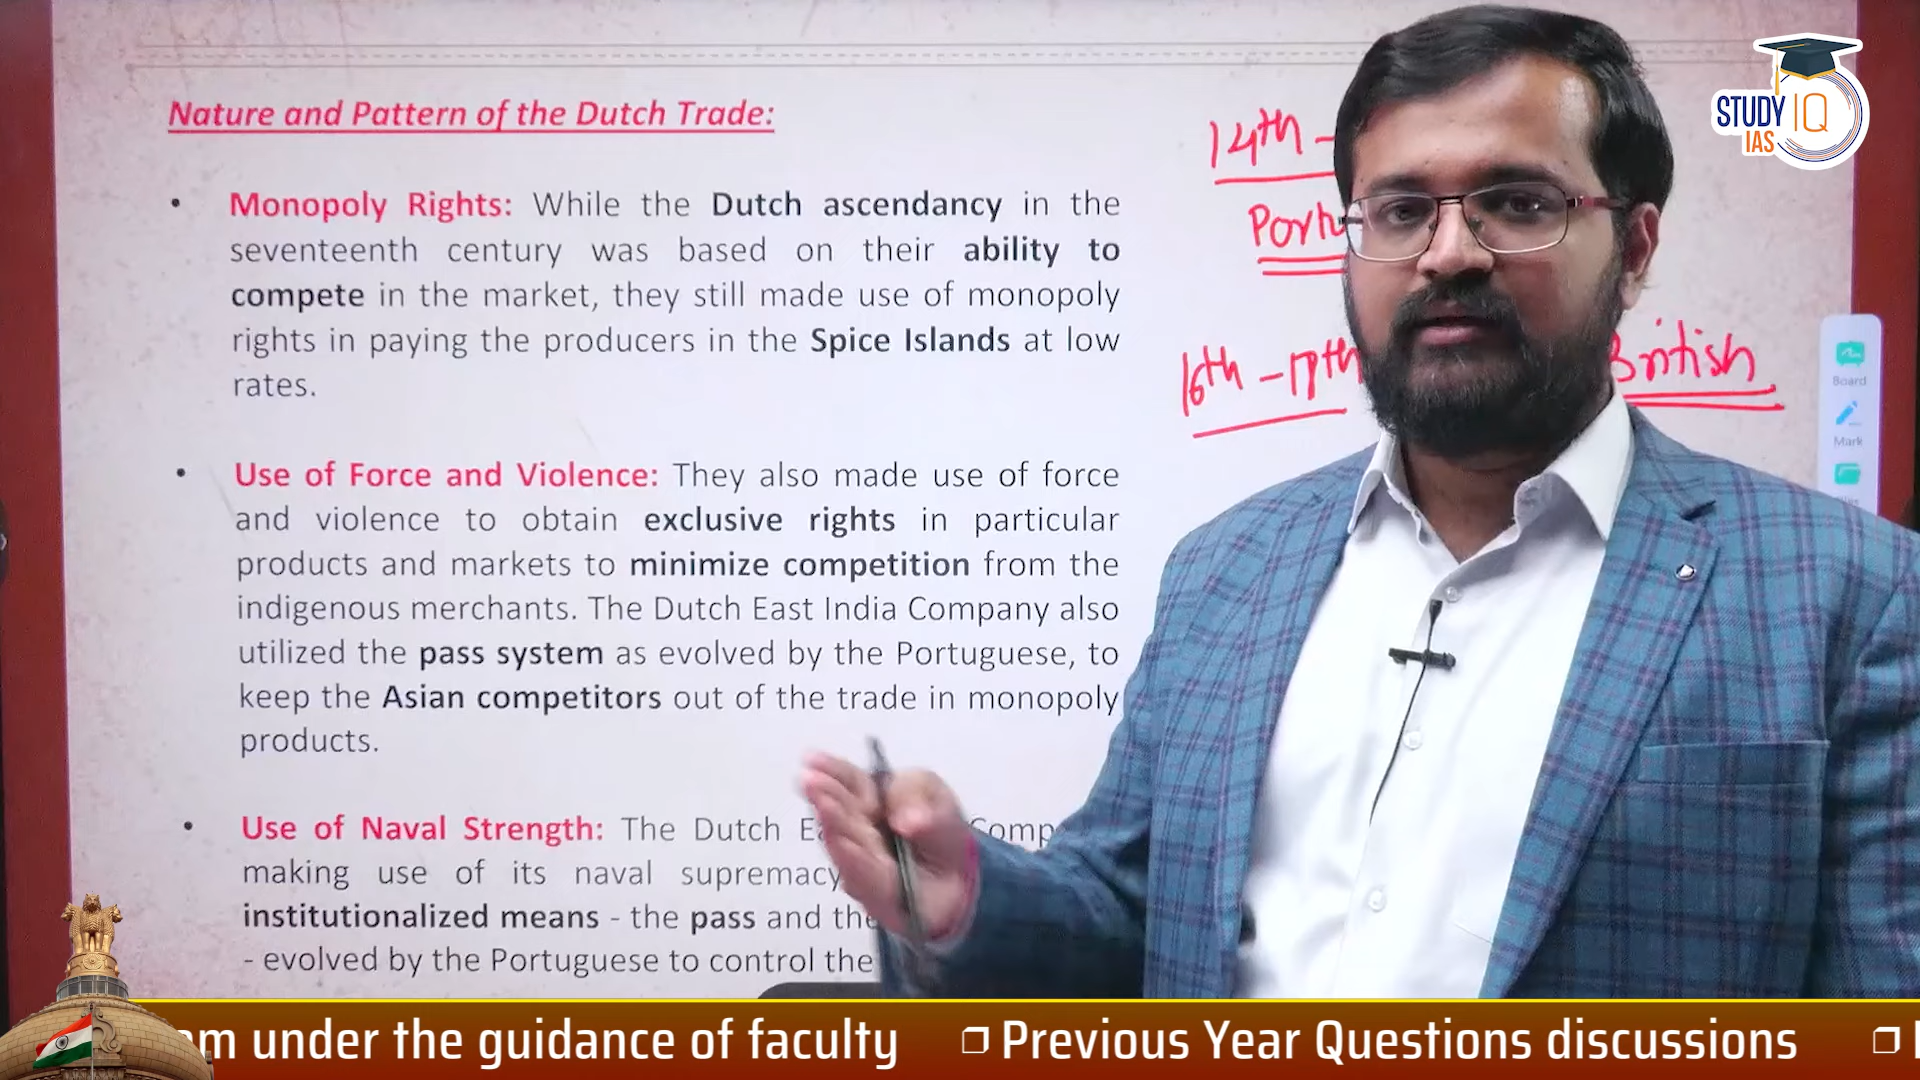 Nature and Pattern of the Dutch Trade:
• Monopoly Rights: While the Dutch ascendancy in the
seventeenth century was based on their ability to
compete in the market, they still made use of monopoly
rights in paying the producers in the Spice Islands at low
rates.
• Use of Force and Violence: They also made use of force
and violence to obtain exclusive rights in particular
products and markets to minimize competition from the
indigenous merchants. The Dutch East India Company also
utilized the pass system as evolved by the Portuguese, to
keep the Asian competitors out of the trade in monopoly
products.
• Use of Naval Strength: The Dutch
making use of its naval supremacy
institutionalized means - the pass and the
- evolved by the Portuguese to control the
14th -
16th - 17th
British
STUDY IQ
IAS
Board
Mark
under the guidance of faculty ❒ Previous Year Questions discussions ❒